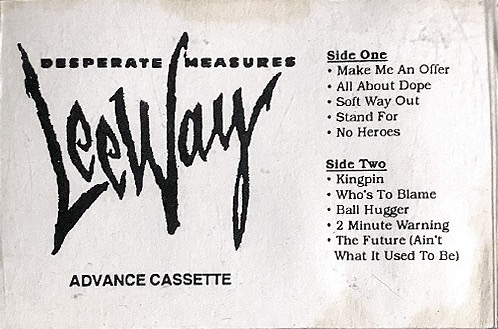 DESPERATE MEASURES
LeeWay
ADVANCE CASSETTE
Side One
• Make Me An Offer
• All About Dope
• Soft Way Out
• Stand For
• No Heroes
Side Two
• Kingpin
• Who's To Blame
• Ball Hugger
• 2 Minute Warning
• The Future (Ain't
What It Used To Be)